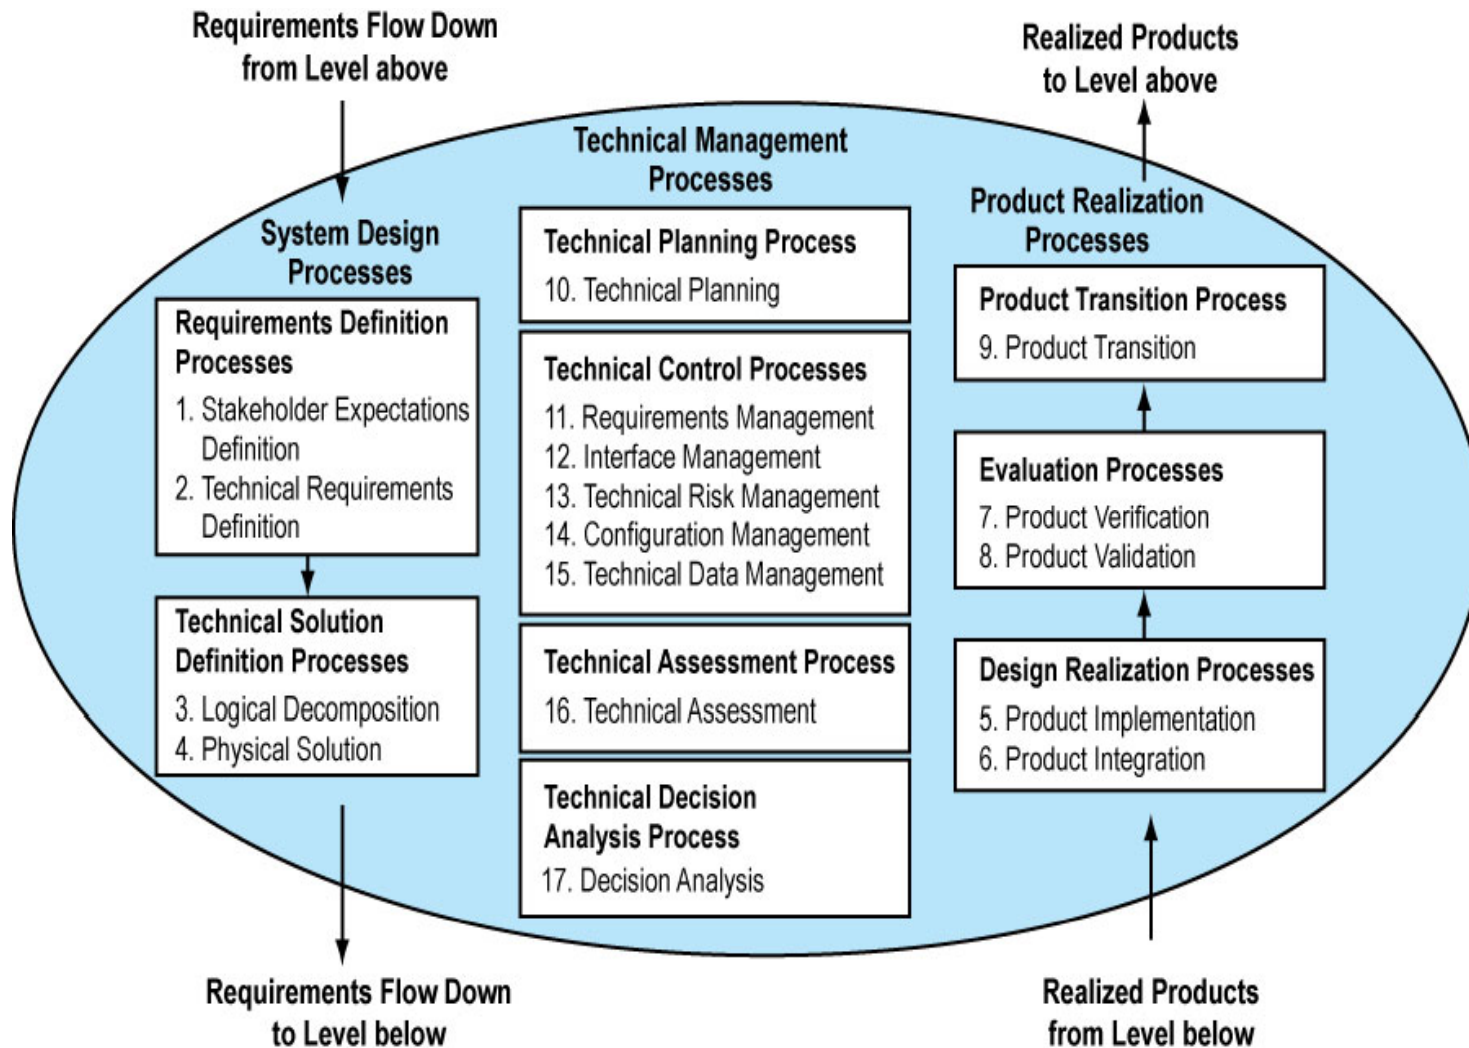 Requirements Flow Down
from Level above
Realized Products
to Level above
Technical Management
Processes
System Design
Processes
Requirements Definition
Processes
1. Stakeholder Expectations
Definition
2. Technical Requirements
Definition
Technical Solution
Definition Processes
3. Logical Decomposition
4. Physical Solution
Requirements Flow Down
to Level below
Technical Planning Process
10. Technical Planning
Technical Control Processes
11. Requirements Management
12. Interface Management
13. Technical Risk Management
14. Configuration Management
15. Technical Data Management
Technical Assessment Process
16. Technical Assessment
Technical Decision
Analysis Process
17. Decision Analysis
Product Realization
Processes
Product Transition Process
9. Product Transition
Evaluation Processes
7. Product Verification
8. Product Validation
Design Realization Processes
5. Product Implementation
6. Product Integration
Realized Products
from Level below